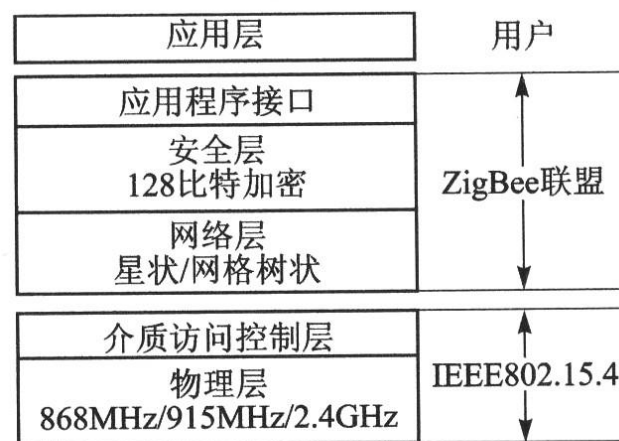 应用层
用户
应用程序接口
安全层
128比特加密
ZigBee联盟
网络层
星状/网格树状
介质访问控制层
物理层
868MHz/915MHz/2.4GHz
IEEE802.15.4